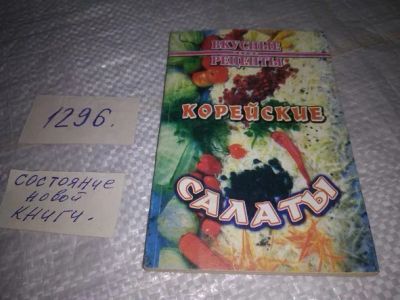 ВКУСНЫЕ
РЕЦЕПТЫ
КОРЕЙСКИЕ
САЛАТЫ
1296.
СОСТОЯНИЕ
НОВОЙ
КНИГИ.